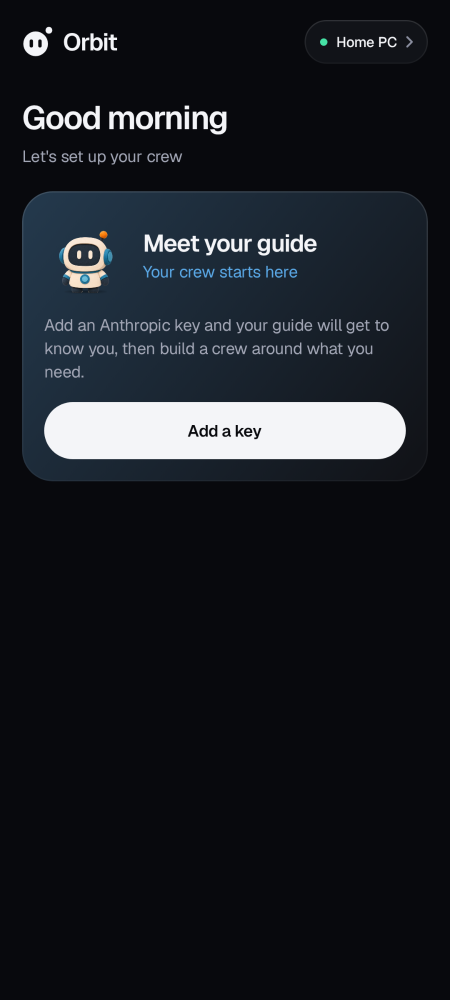 Orbit
Home PC
Good morning
Let's set up your crew
Meet your guide
Your crew starts here
Add an Anthropic key and your guide will get to
know you, then build a crew around what you
need.
Add a key